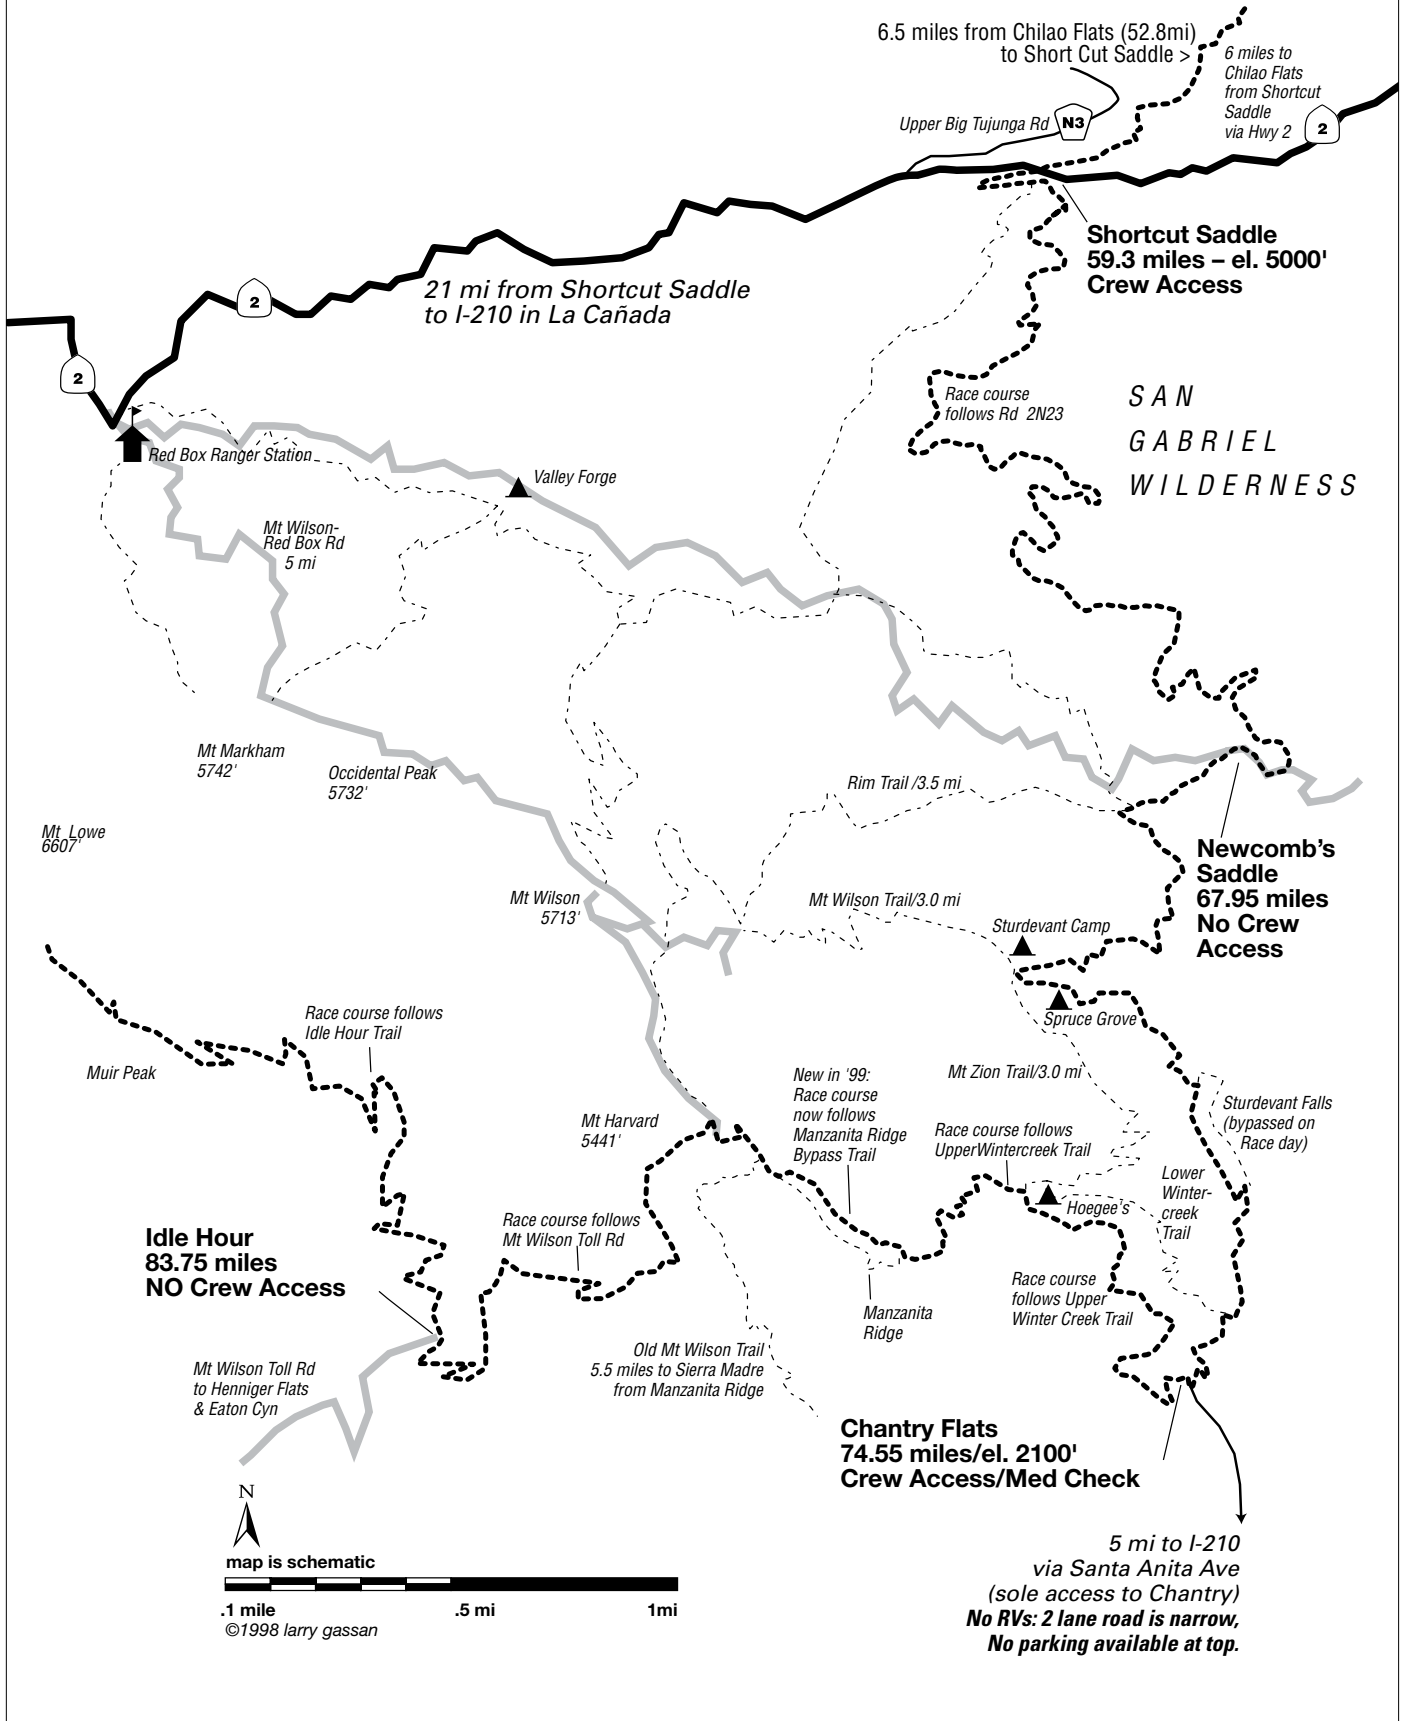 6.5 miles from Chilao Flats (52.8mi)
to Short Cut Saddle >
6 miles to
Chilao Flats
from Shortcut
Saddle
via Hwy 2
Upper Big Tujunga Rd
N3
2
Shortcut Saddle
59.3 miles – el. 5000'
Crew Access
21 mi from Shortcut Saddle
to I-210 in La Cañada
2
2
Race course
follows Rd 2N23
SAN
GABRIEL
WILDERNESS
Red Box Ranger Station
Valley Forge
Mt Wilson-
Red Box Rd
5 mi
Mt Markham
5742'
Occidental Peak
5732'
Rim Trail /3.5 mi
Mt Lowe
6607'
Newcomb's
Saddle
67.95 miles
No Crew
Access
Mt Wilson
5713'
Mt Wilson Trail/3.0 mi
Sturdevant Camp
Race course follows
Idle Hour Trail
Spruce Grove
Muir Peak
Mt Zion Trail/3.0 mi
New in '99:
Race course
now follows
Manzanita Ridge
Bypass Trail
Mt Harvard
5441'
Sturdevant Falls
(bypassed on
Race day)
Race course follows
UpperWintercreek Trail
Lower
Winter-
creek
Trail
Hoegee's
Race course follows
Mt Wilson Toll Rd
Idle Hour
83.75 miles
NO Crew Access
Race course
follows Upper
Winter Creek Trail
Manzanita
Ridge
Old Mt Wilson Trail
5.5 miles to Sierra Madre
from Manzanita Ridge
Mt Wilson Toll Rd
to Henniger Flats
& Eaton Cyn
Chantry Flats
74.55 miles/el. 2100'
Crew Access/Med Check
N
5 mi to I-210
via Santa Anita Ave
(sole access to Chantry)
No RVs: 2 lane road is narrow,
No parking available at top.
map is schematic
.1 mile .5 mi 1mi
©1998 larry gassan